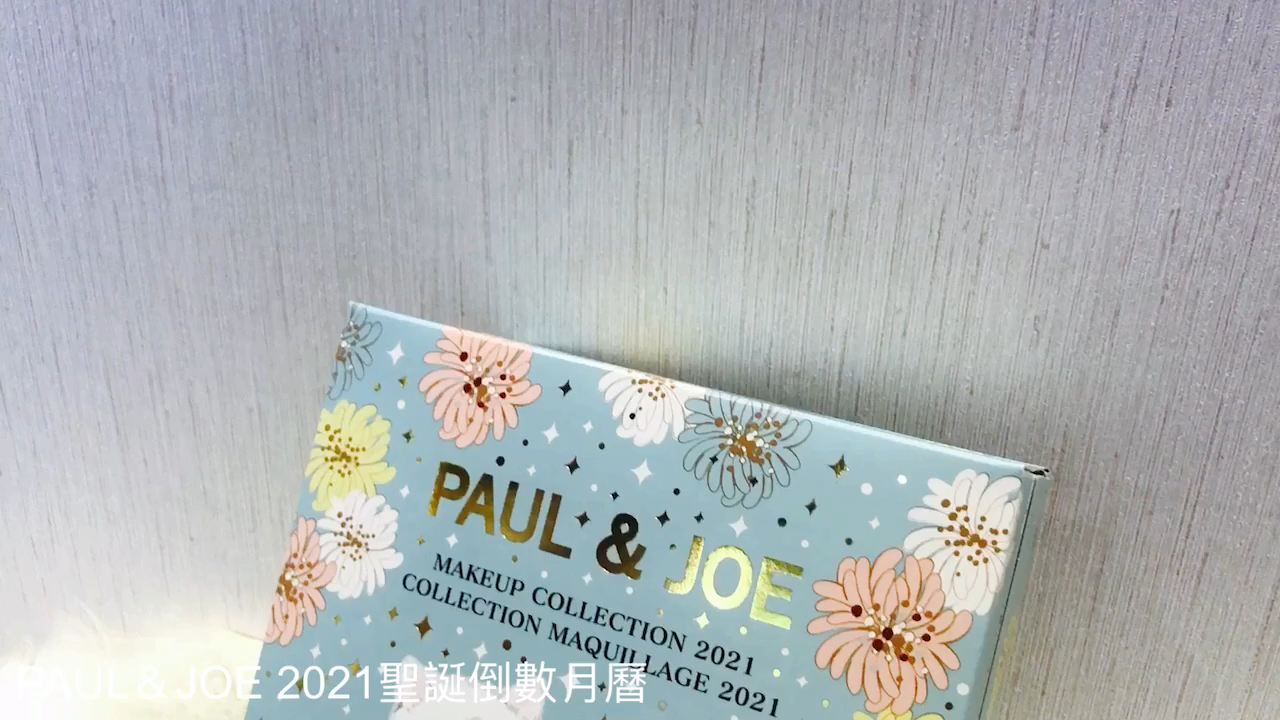 PAUL & JOE
MAKEUP COLLECTION 2021
COLLECTION MAQUILLAGE 2021
PAUL & JOE 2021聖誕倒數月曆